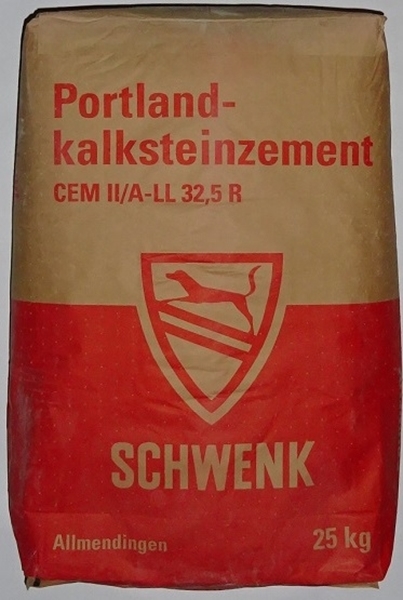 Portland-
kalksteinzement
CEM II/A-LL 32,5 R
SCHWENK
Allmendingen 25 kg